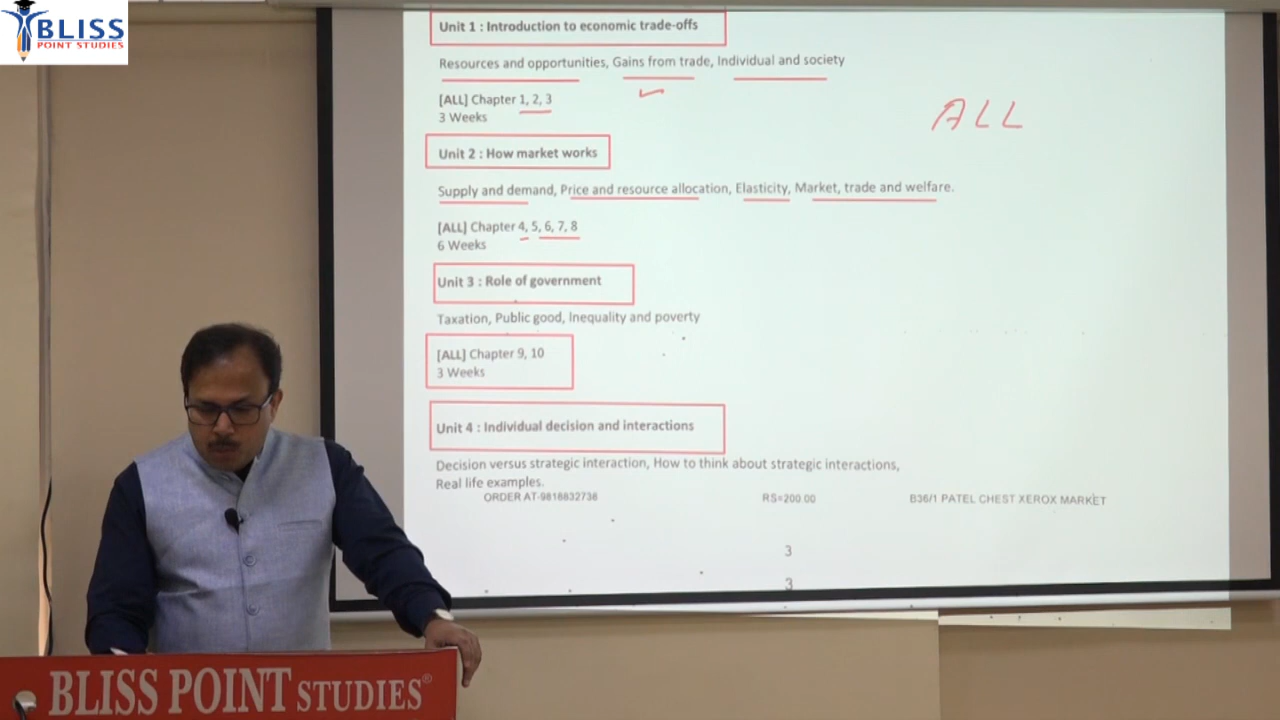 BLISS
POINT STUDIES
Unit 1 : Introduction to economic trade-offs
Resources and opportunities, Gains from trade, Individual and society
[ALL] Chapter 1, 2, 3
3 Weeks
ALL
Unit 2 : How market works
Supply and demand, Price and resource allocation, Elasticity, Market, trade and welfare.
[ALL] Chapter 4, 5, 6, 7, 8
6 Weeks
Unit 3 : Role of government
Taxation, Public good, Inequality and poverty
[ALL] Chapter 9, 10
3 Weeks
Unit 4 : Individual decision and interactions
Decision versus strategic interaction, How to think about strategic interactions,
Real life examples.
ORDER AT-9818832738 RS=200.00 B36/1 PATEL CHEST XEROX MARKET
3
3
BLISS POINT STUDIES®